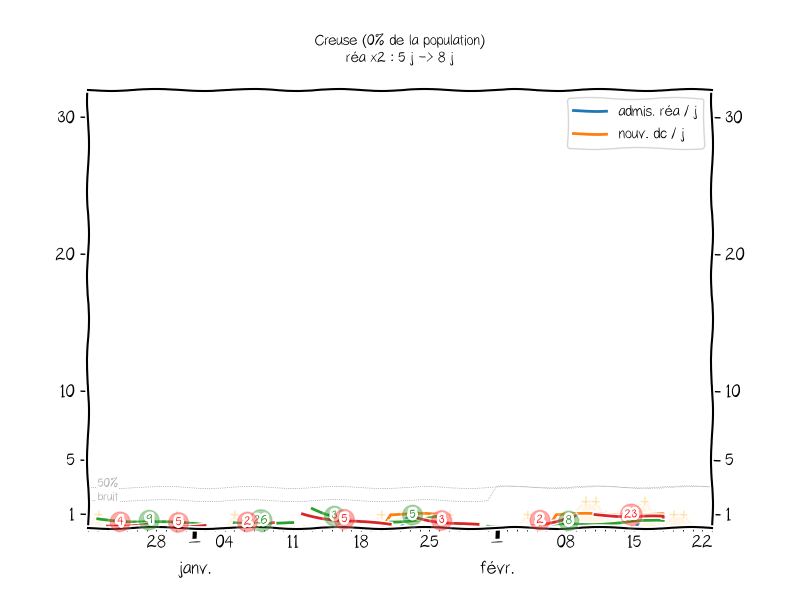 Creuse (0% de la population)
réa x2 : 5 j -> 8 j
admis. réa / j
nouv. dc / j
30 30
20 20
10 10
5 5
50%
bruit
1 1
4 9 5 2 26 3 5 5 3 2 8 23
28 04 11 18 25 08 15 22
janv. févr.